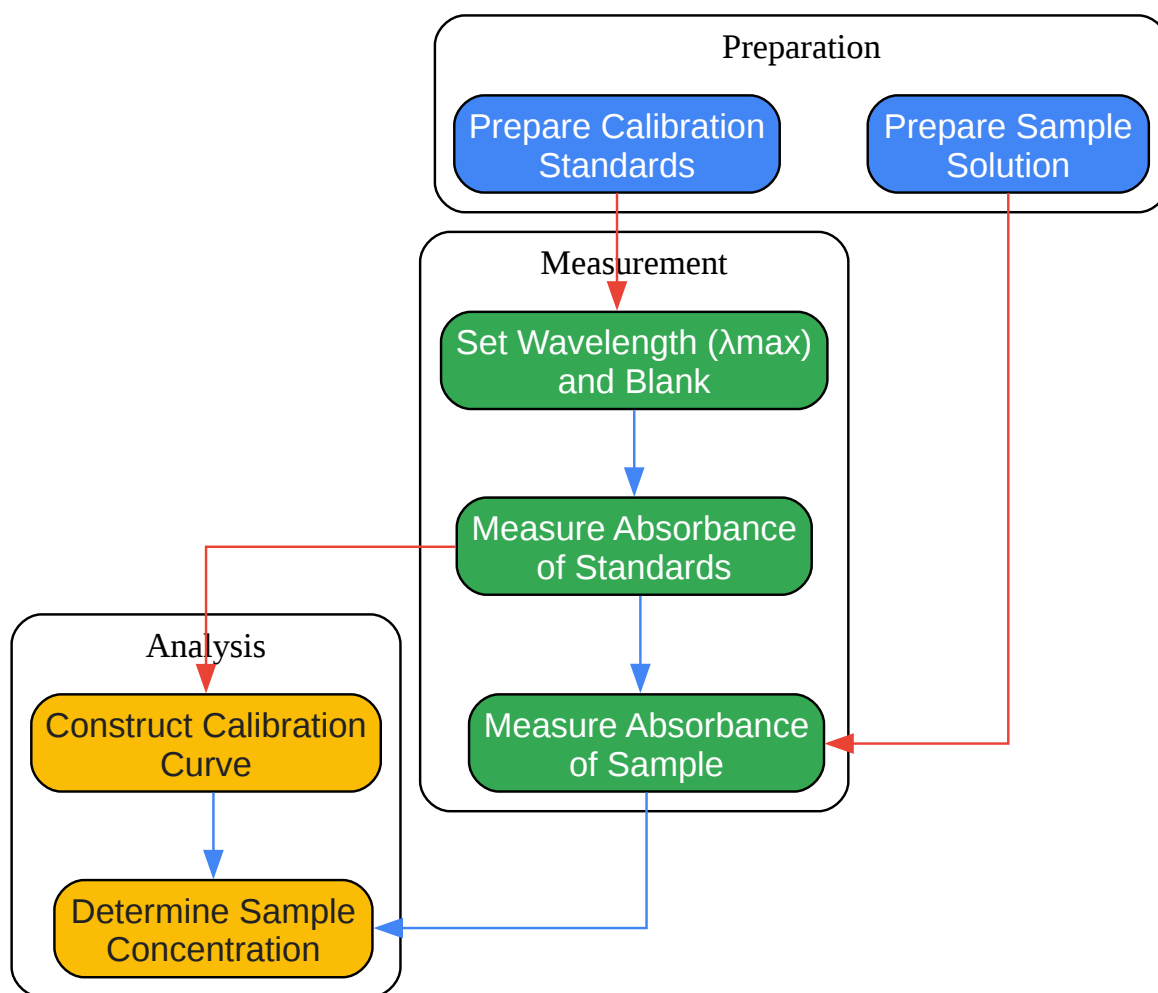 Preparation
Prepare Calibration
Standards
Prepare Sample
Solution
Measurement
Set Wavelength (λmax)
and Blank
Measure Absorbance
of Standards
Measure Absorbance
of Sample
Analysis
Construct Calibration
Curve
Determine Sample
Concentration